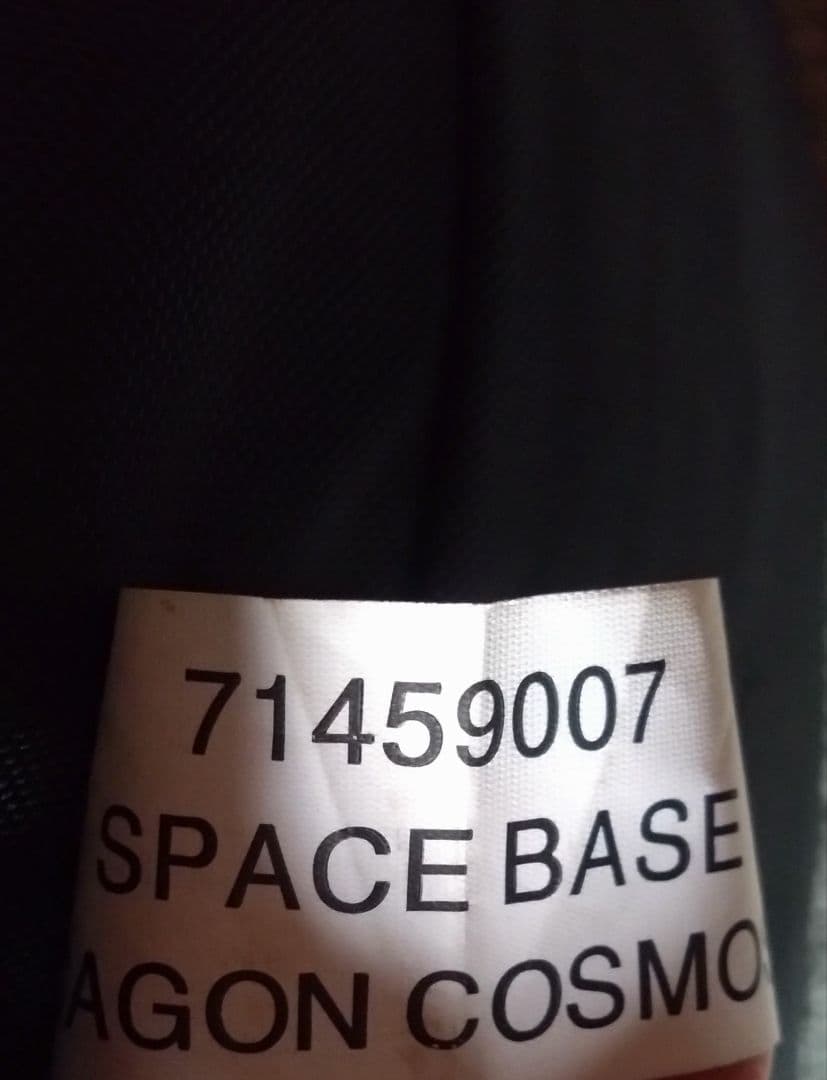 71459007
SPACE BASE
AGON COSMO